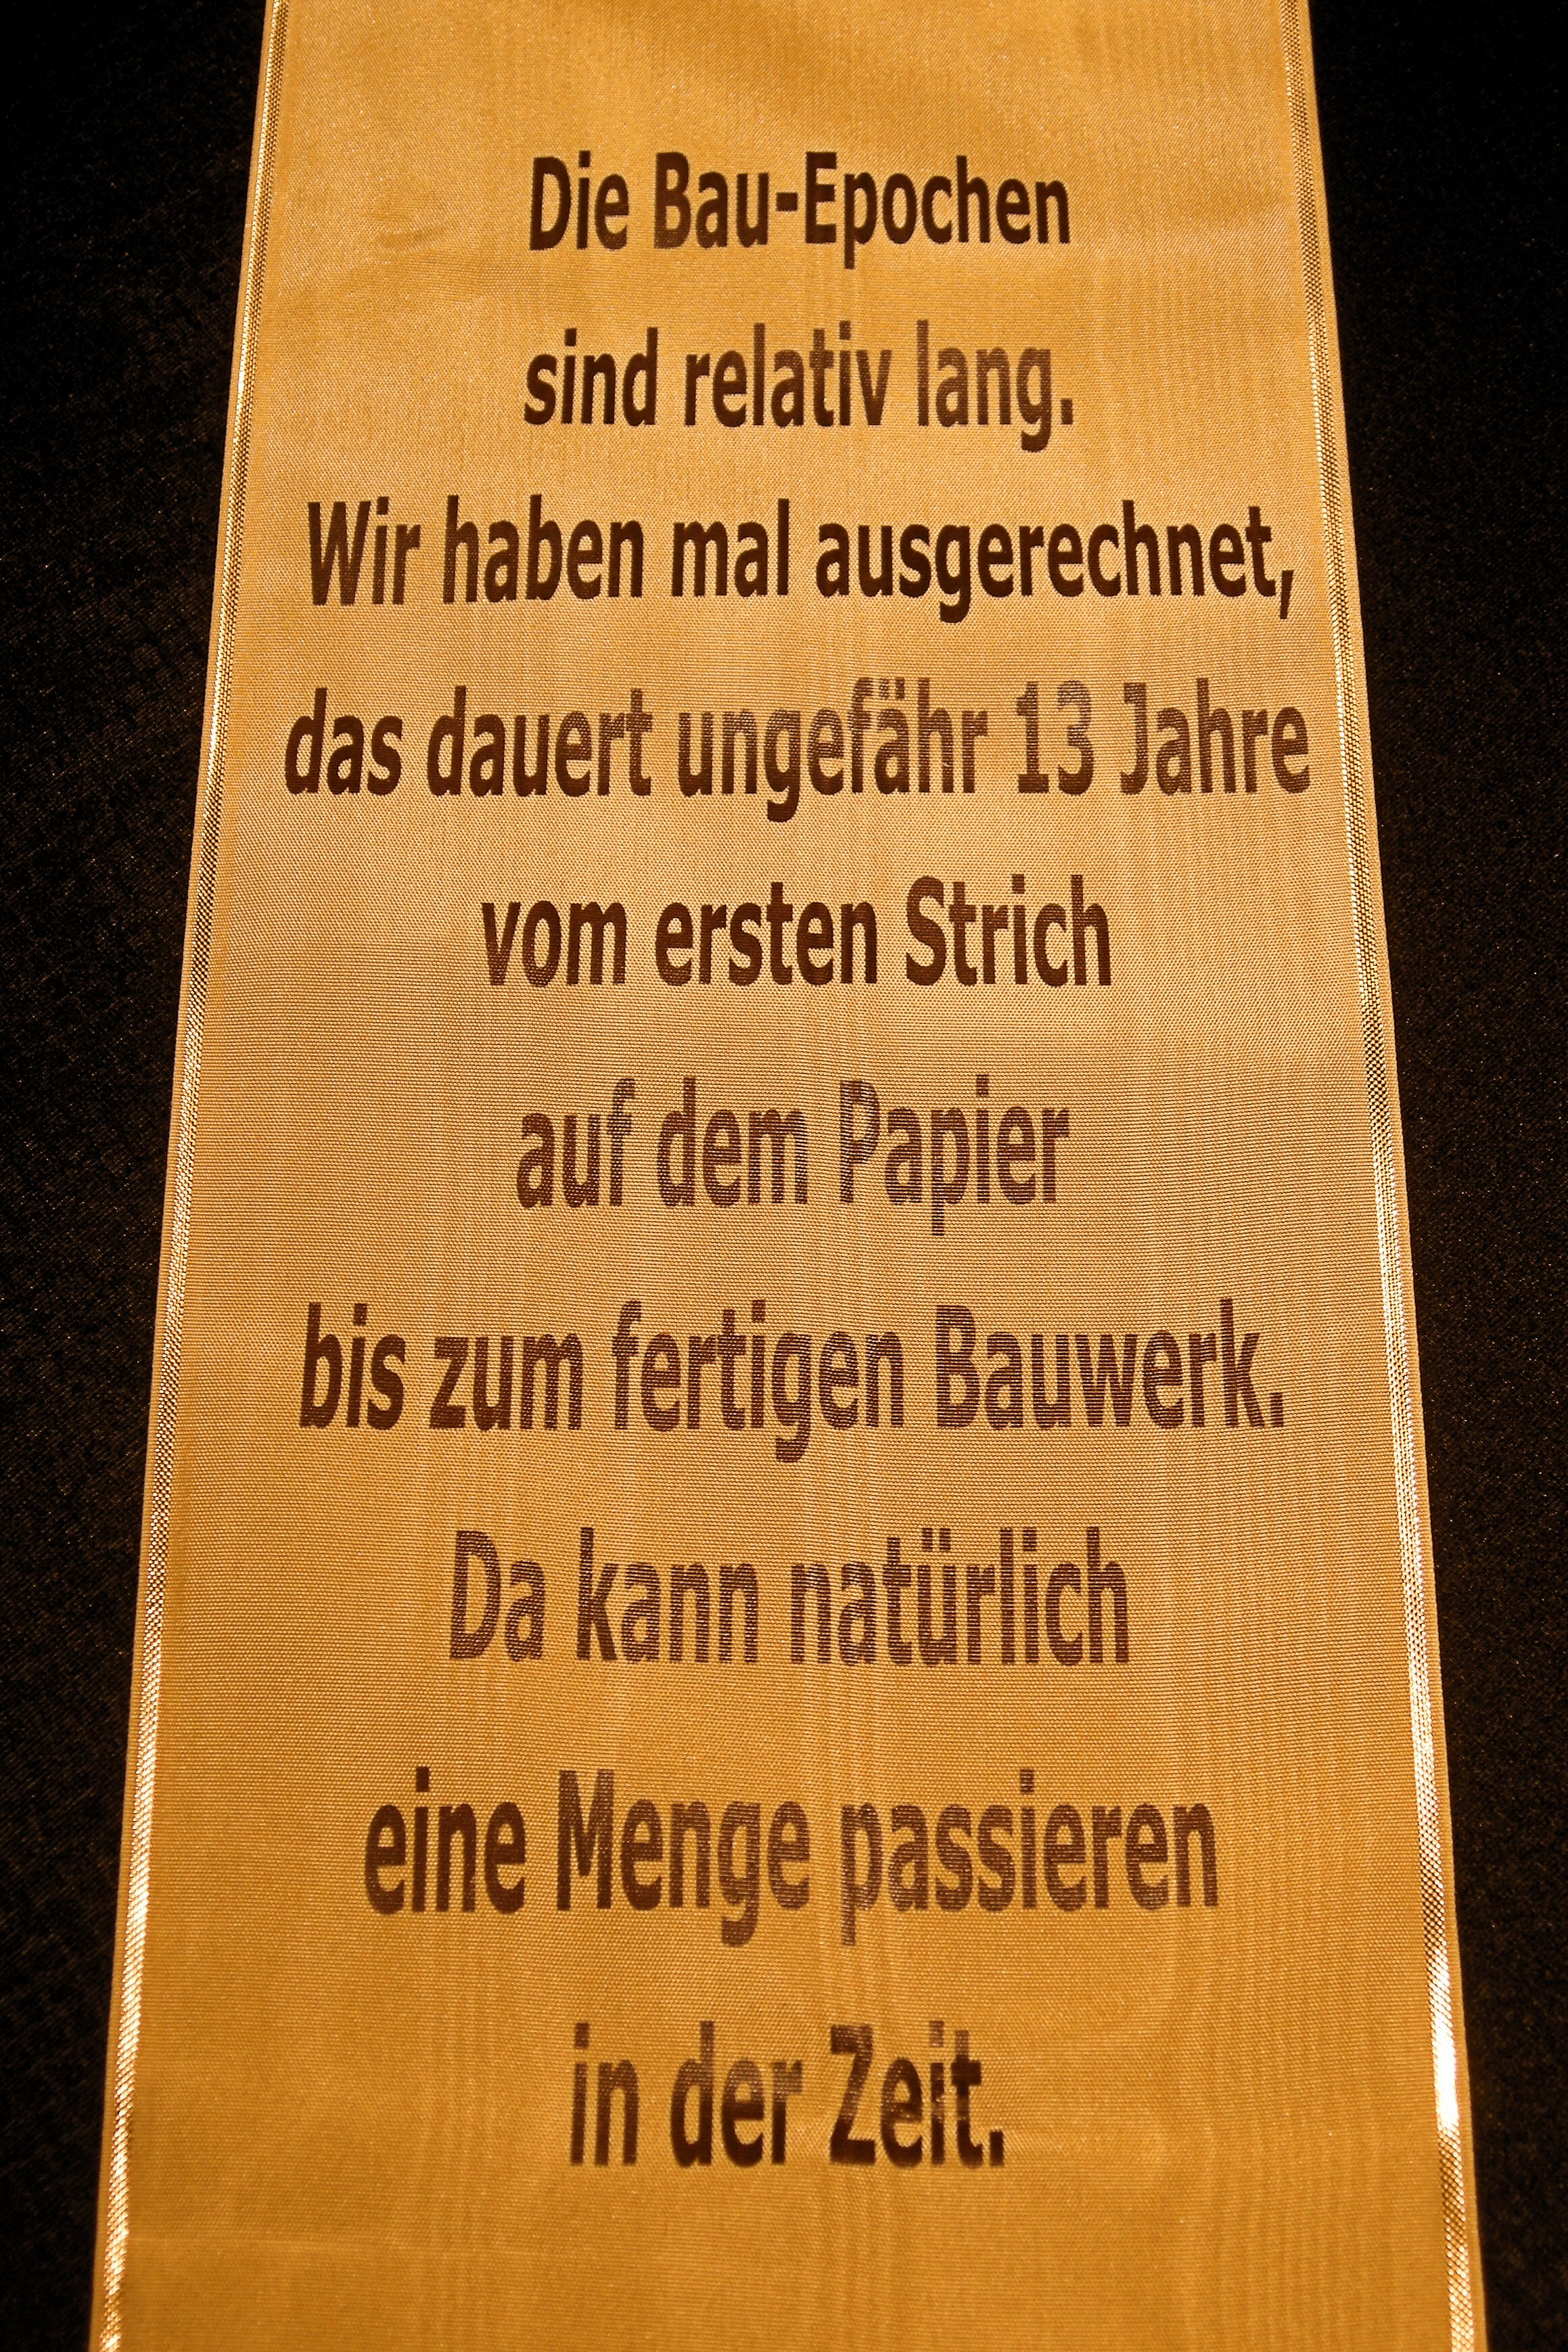 Die Bau-Epochen
sind relativ lang.
Wir haben mal ausgerechnet,
das dauert ungefähr 13 Jahre
vom ersten Strich
auf dem Papier
bis zum fertigen Bauwerk.
Da kann natürlich
eine Menge passieren
in der Zeit.